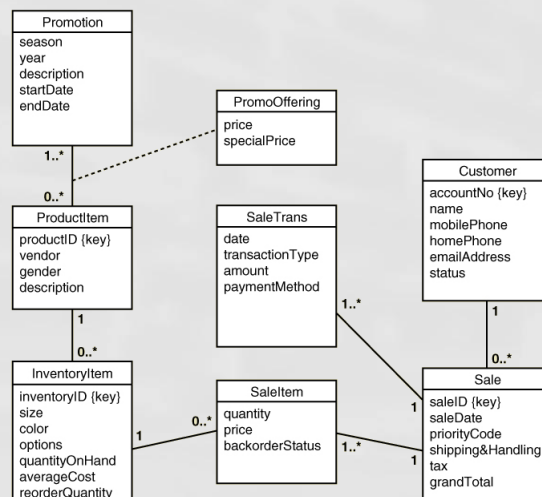 Promotion
season
year
description
startDate
endDate
1..*
0..*
PromoOffering
price
specialPrice
ProductItem
productID {key}
vendor
gender
description
1
0..*
SaleTrans
date
transactionType
amount
paymentMethod
1..*
1
Customer
accountNo {key}
name
mobilePhone
homePhone
emailAddress
status
1
0..*
InventoryItem
inventoryID {key}
size
color
options
quantityOnHand
averageCost
reorderQuantity
1
0..*
SaleItem
quantity
price
backorderStatus
1..*
1
Sale
saleID {key}
saleDate
priorityCode
shipping&Handling
tax
grandTotal